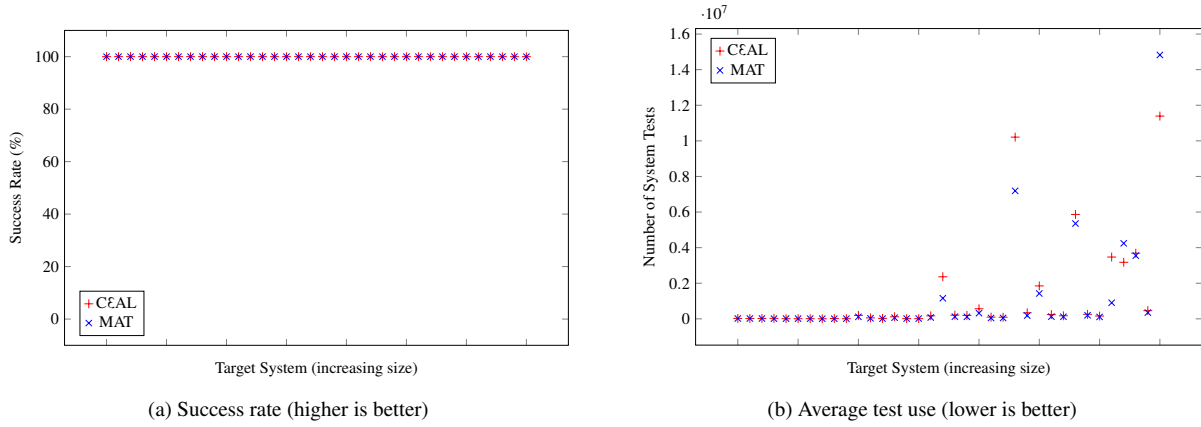 100
80
60
40
20
0
Success Rate (%)
CƐAL
MAT
Target System (increasing size)
(a) Success rate (higher is better)
·10⁷
1.6
1.4
1.2
1
0.8
0.6
0.4
0.2
0
Number of System Tests
CƐAL
MAT
Target System (increasing size)
(b) Average test use (lower is better)